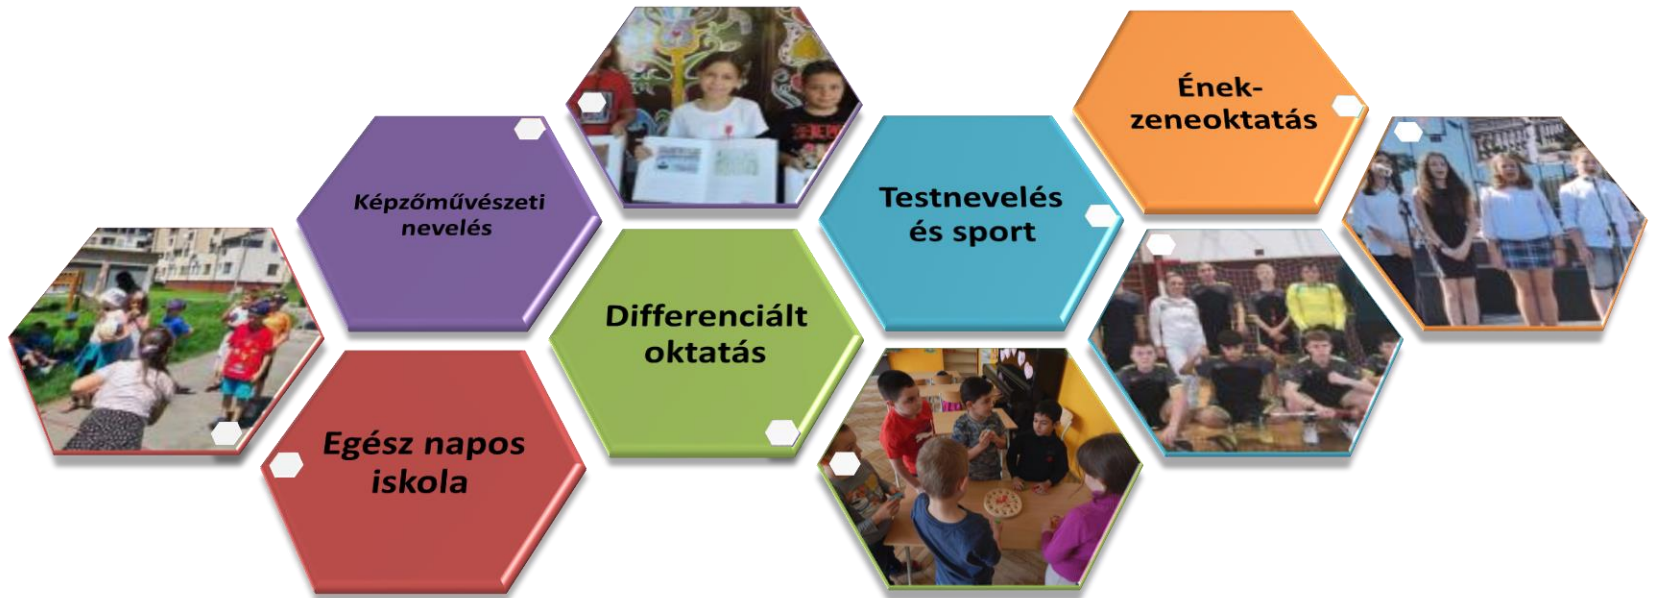 Egész napos
iskola
Képzőművészeti
nevelés
Differenciált
oktatás
Testnevelés
és sport
Ének-
zeneoktatás